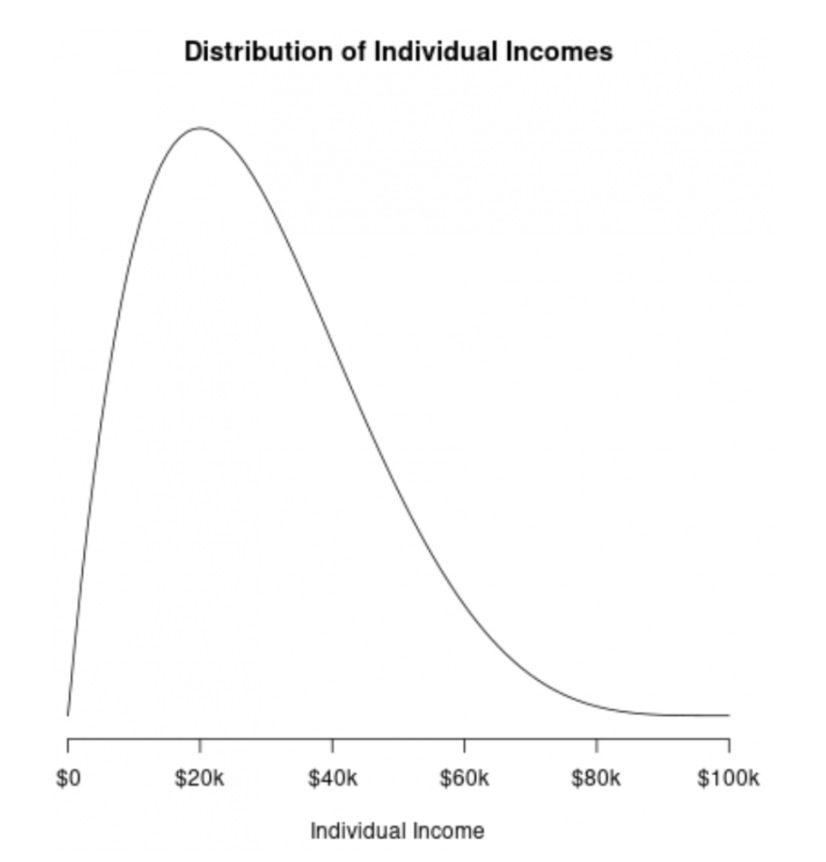 Distribution of Individual Incomes
$0 $20k $40k $60k $80k $100k
Individual Income